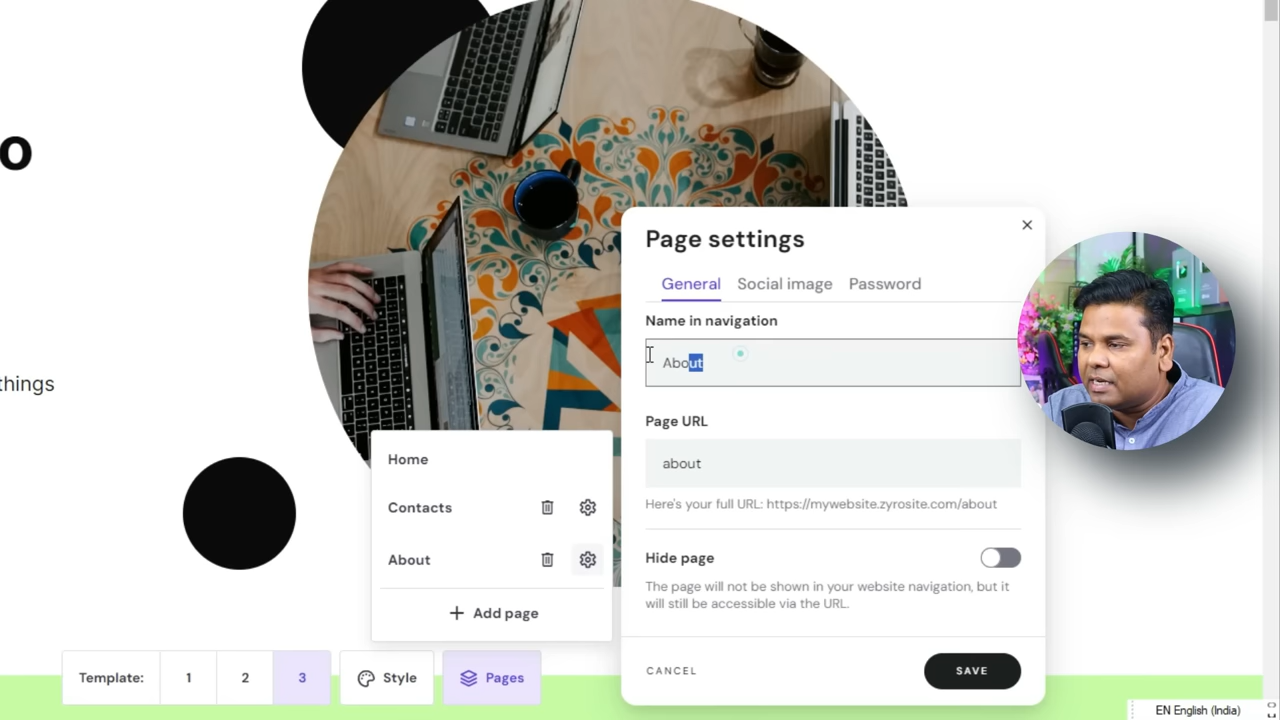 o
things
Page settings
General Social image Password
Name in navigation
About
Page URL
about
Here's your full URL: https://mywebsite.zyrosite.com/about
Hide page
The page will not be shown in your website navigation, but it
will still be accessible via the URL.
CANCEL SAVE
Home
Contacts
About
+ Add page
Template: 1 2 3 Style Pages
EN English (India)